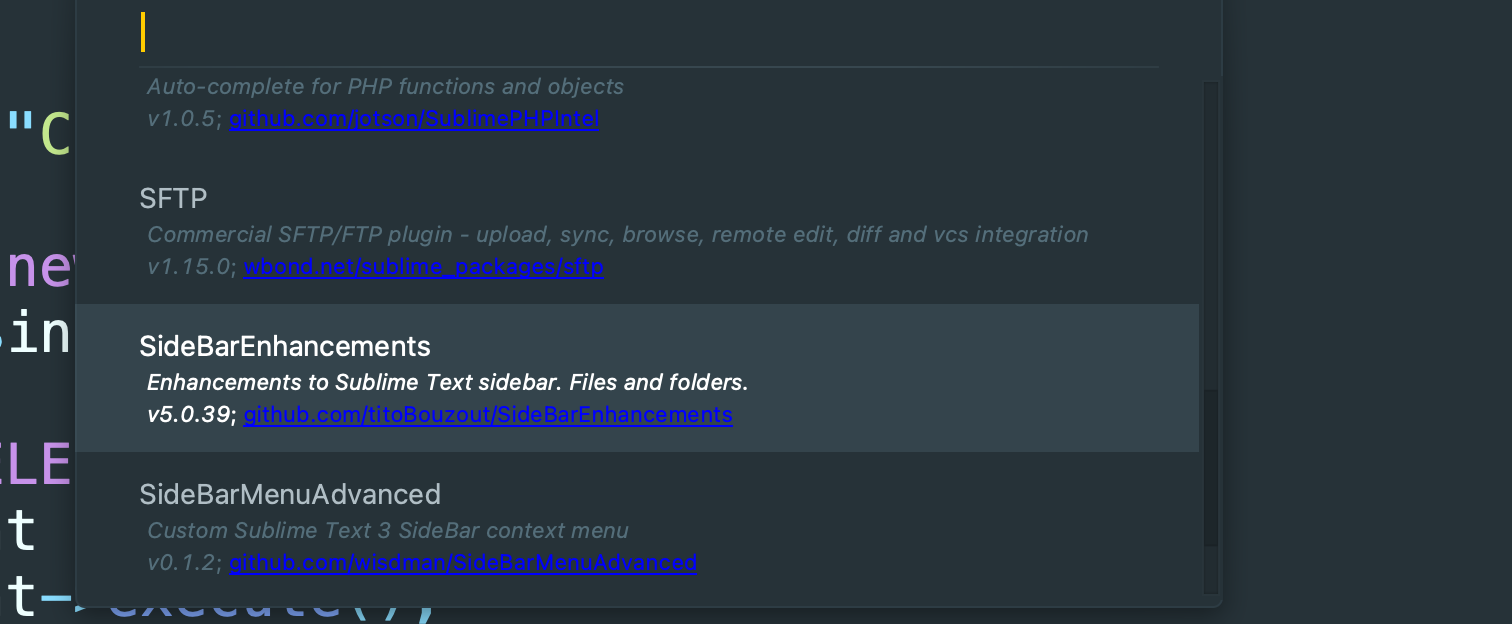 Auto-complete for PHP functions and objects
v1.0.5; github.com/jotson/SublimePHPIntel
"C
SFTP
Commercial SFTP/FTP plugin - upload, sync, browse, remote edit, diff and vcs integration
new
v1.15.0; wbond.net/sublime_packages/sftp
in
SideBarEnhancements
Enhancements to Sublime Text sidebar. Files and folders.
v5.0.39; github.com/titoBouzout/SideBarEnhancements
ELE
SideBarMenuAdvanced
Custom Sublime Text 3 SideBar context menu
t
v0.1.2; github.com/wisdman/SideBarMenuAdvanced
t->execute();